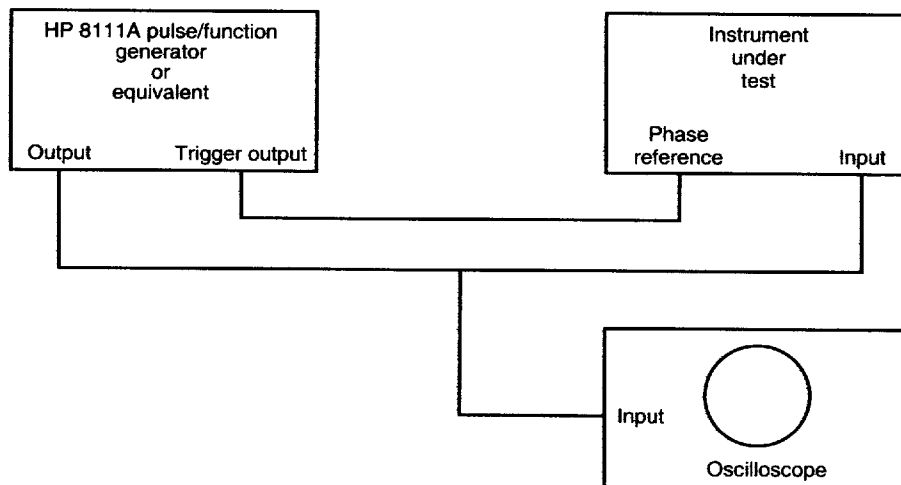 HP 8111A pulse/function
generator
or
equivalent
Output
Trigger output
Instrument
under
test
Phase
reference
Input
Input
Oscilloscope